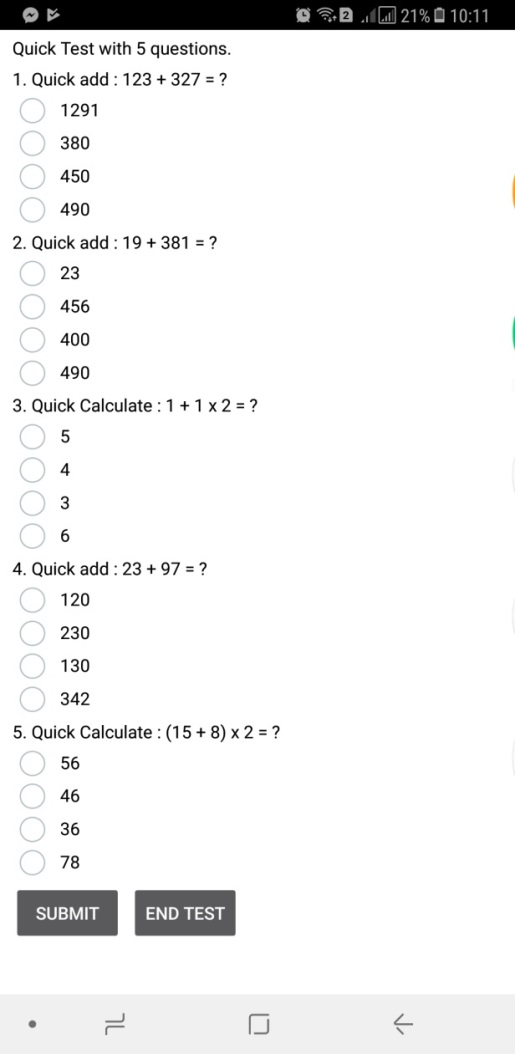 2 21% 10:11
Quick Test with 5 questions.
1. Quick add : 123 + 327 = ?
1291
380
450
490
2. Quick add : 19 + 381 = ?
23
456
400
490
3. Quick Calculate : 1 + 1 x 2 = ?
5
4
3
6
4. Quick add : 23 + 97 = ?
120
230
130
342
5. Quick Calculate : (15 + 8) x 2 = ?
56
46
36
78
SUBMIT END TEST